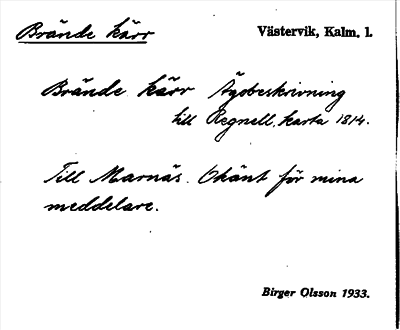 Brände kärr
Västervik, Kalm. l.
Brände kärr Ägobeskrivning
till Regnell, karta 1814.
Till Marnäs. Okänt för mina
meddelare.
Birger Olsson 1933.